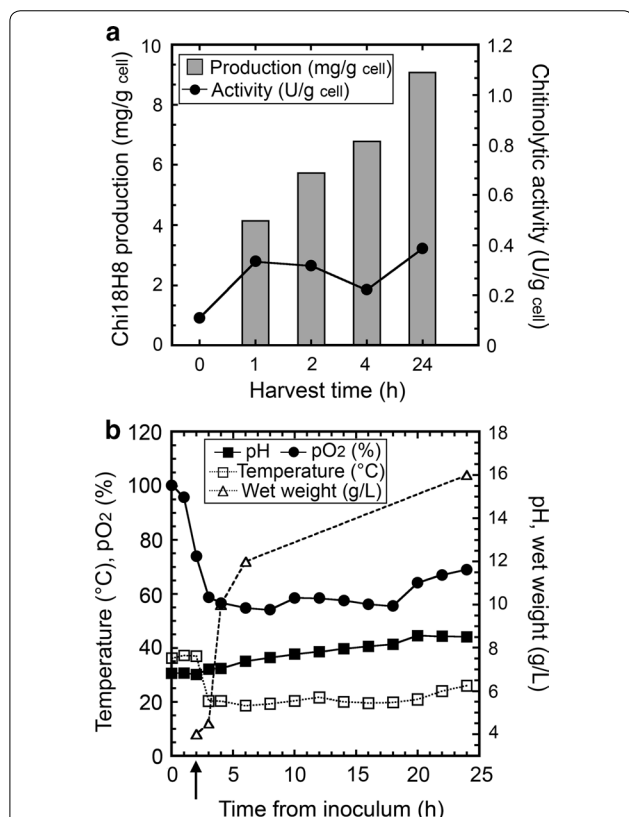 a
Production (mg/g cell)
Activity (U/g cell)
Chi18H8 production (mg/g cell)
10
8
6
4
2
0
1.2
1.0
0.8
0.6
0.4
0.2
0
Chitinolytic activity (U/g cell)
0 1 2 4 24
Harvest time (h)
b
pH pO2 (%)
Temperature (°C)
Wet weight (g/L)
Temperature (°C), pO2 (%)
120
100
80
60
40
20
0
18
16
14
12
10
8
6
4
pH, wet weight (g/L)
0 5 10 15 20 25
Time from inoculum (h)